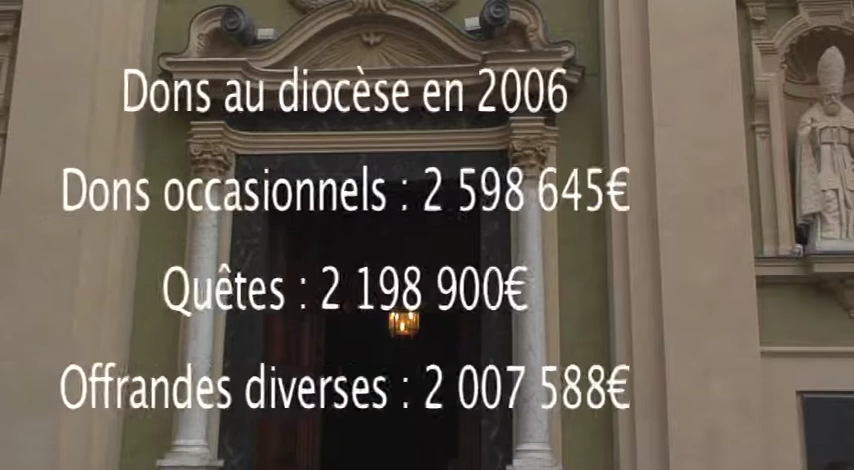 Dons au diocèse en 2006
Dons occasionnels : 2 598 645€
Quêtes : 2 198 900€
Offrandes diverses : 2 007 588€